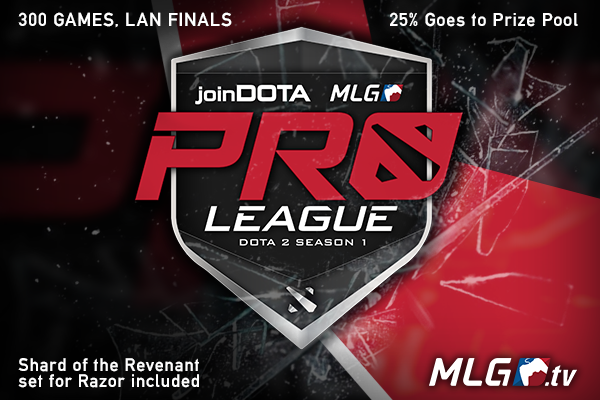 300 GAMES, LAN FINALS
25% Goes to Prize Pool
joinDOTA MLG
PRO
LEAGUE
DOTA 2 SEASON 1
Shard of the Revenant
set for Razor included
MLG.tv